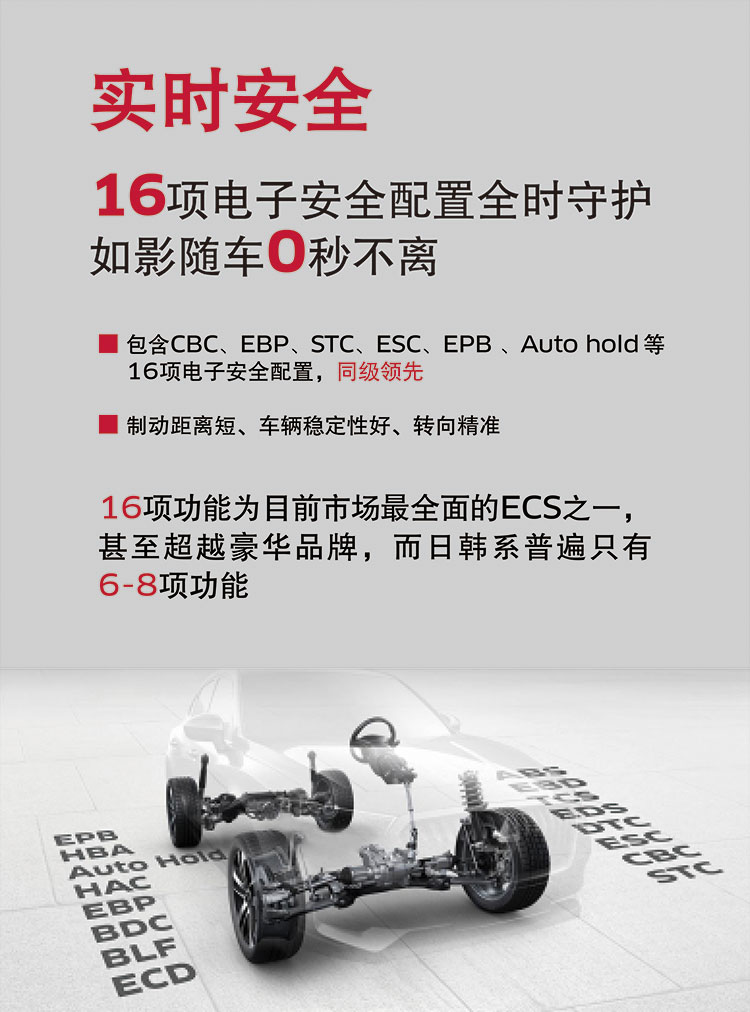 实时安全
16项电子安全配置全时守护
如影随车0秒不离
包含CBC、EBP、STC、ESC、EPB 、Auto hold等
16项电子安全配置，同级领先
制动距离短、车辆稳定性好、转向精准
16项功能为目前市场最全面的ECS之一，
甚至超越豪华品牌，而日韩系普遍只有
6-8项功能
EPB
HBA
Auto Hold
HAC
EBP
BDC
BLF
ECD
ABS
EBD
TCS
EDS
DTC
ESC
CBC
STC